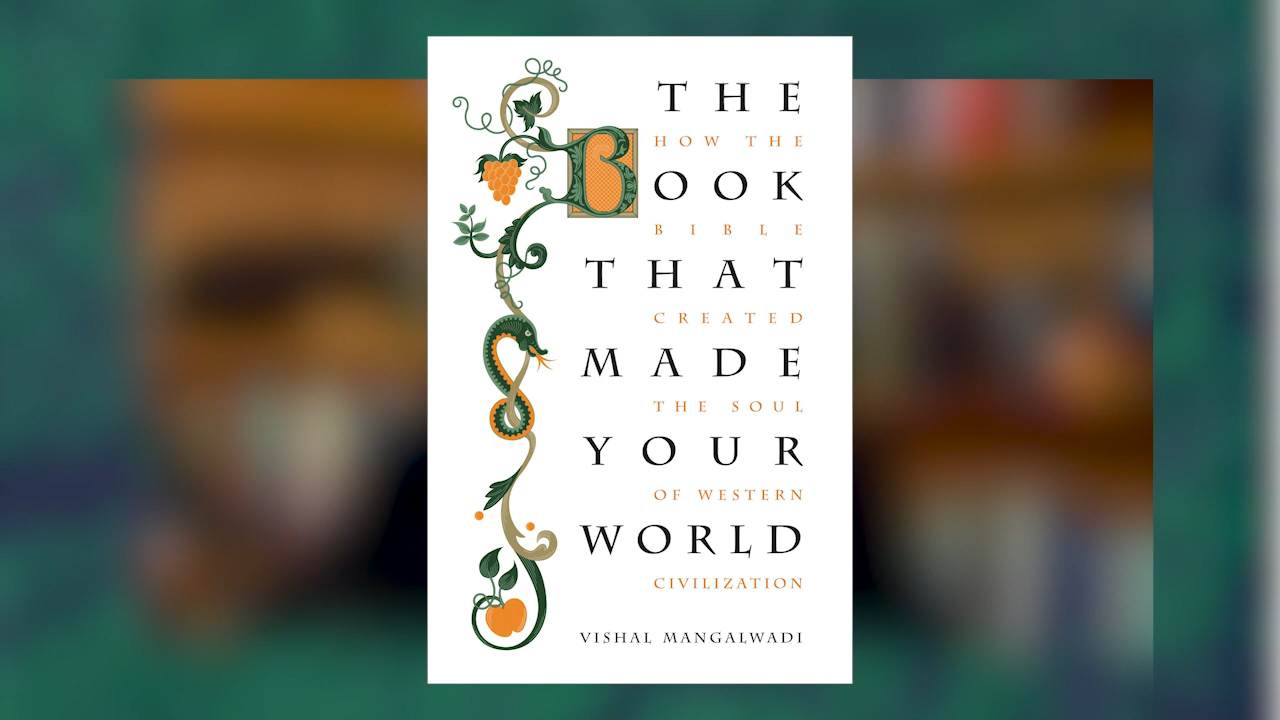 THE
HOW THE
BOOK
BIBLE
THAT
CREATED
MADE
THE SOUL
YOUR
OF WESTERN
WORLD
CIVILIZATION
VISHAL MANGALWADI